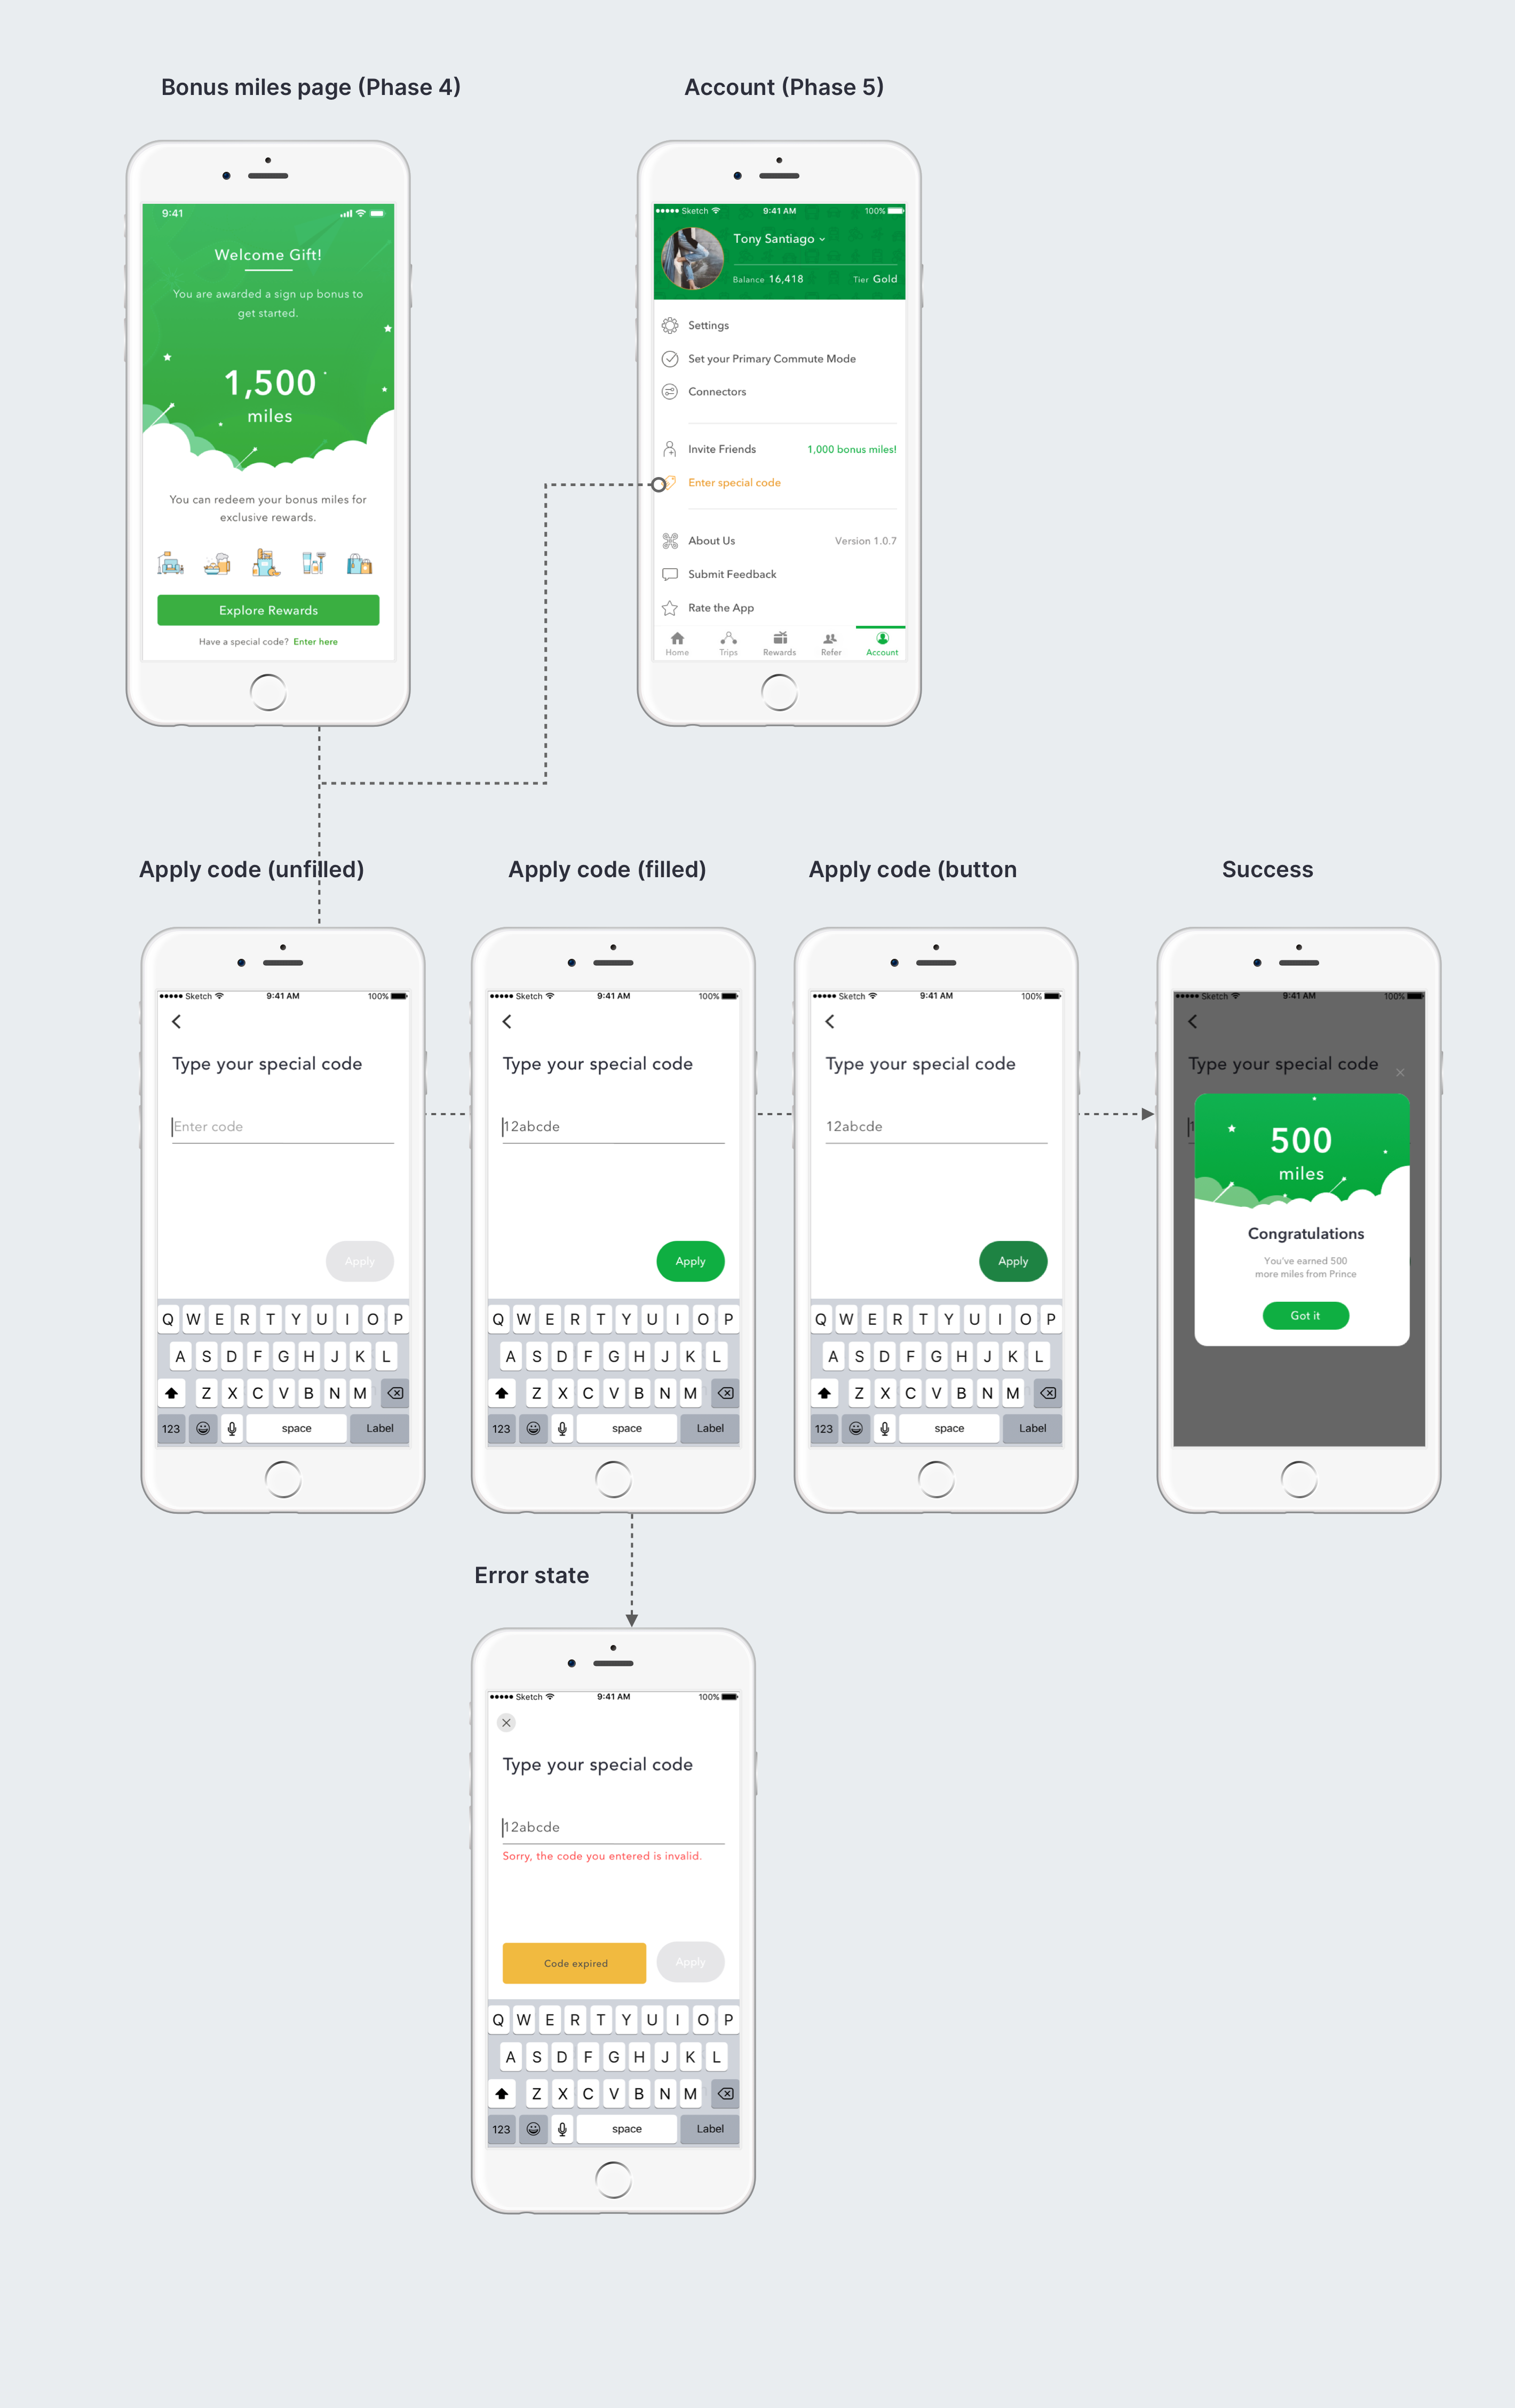 Bonus miles page (Phase 4)
Account (Phase 5)
9:41
Welcome Gift!
You are awarded a sign up bonus to
get started.
1,500
miles
You can redeem your bonus miles for
exclusive rewards.
Explore Rewards
Have a special code? Enter here
Sketch 9:41 AM 100%
Tony Santiago
Balance 16,418 Tier Gold
Settings
Set your Primary Commute Mode
Connectors
Invite Friends 1,000 bonus miles!
Enter special code
About Us Version 1.0.7
Submit Feedback
Rate the App
Home Trips Rewards Refer Account
Apply code (unfilled)
Apply code (filled)
Apply code (button
Success
Sketch 9:41 AM 100%
Type your special code
Enter code
Apply
Q W E R T Y U I O P
A S D F G H J K L
Z X C V B N M
123 space Label
Sketch 9:41 AM 100%
Type your special code
12abcde
Apply
Q W E R T Y U I O P
A S D F G H J K L
Z X C V B N M
123 space Label
Sketch 9:41 AM 100%
Type your special code
12abcde
Apply
Q W E R T Y U I O P
A S D F G H J K L
Z X C V B N M
123 space Label
Sketch 9:41 AM 100%
Type your special code
500
miles
Congratulations
You've earned 500
more miles from Prince
Got it
Error state
Sketch 9:41 AM 100%
Type your special code
12abcde
Sorry, the code you entered is invalid.
Code expired
Apply
Q W E R T Y U I O P
A S D F G H J K L
Z X C V B N M
123 space Label